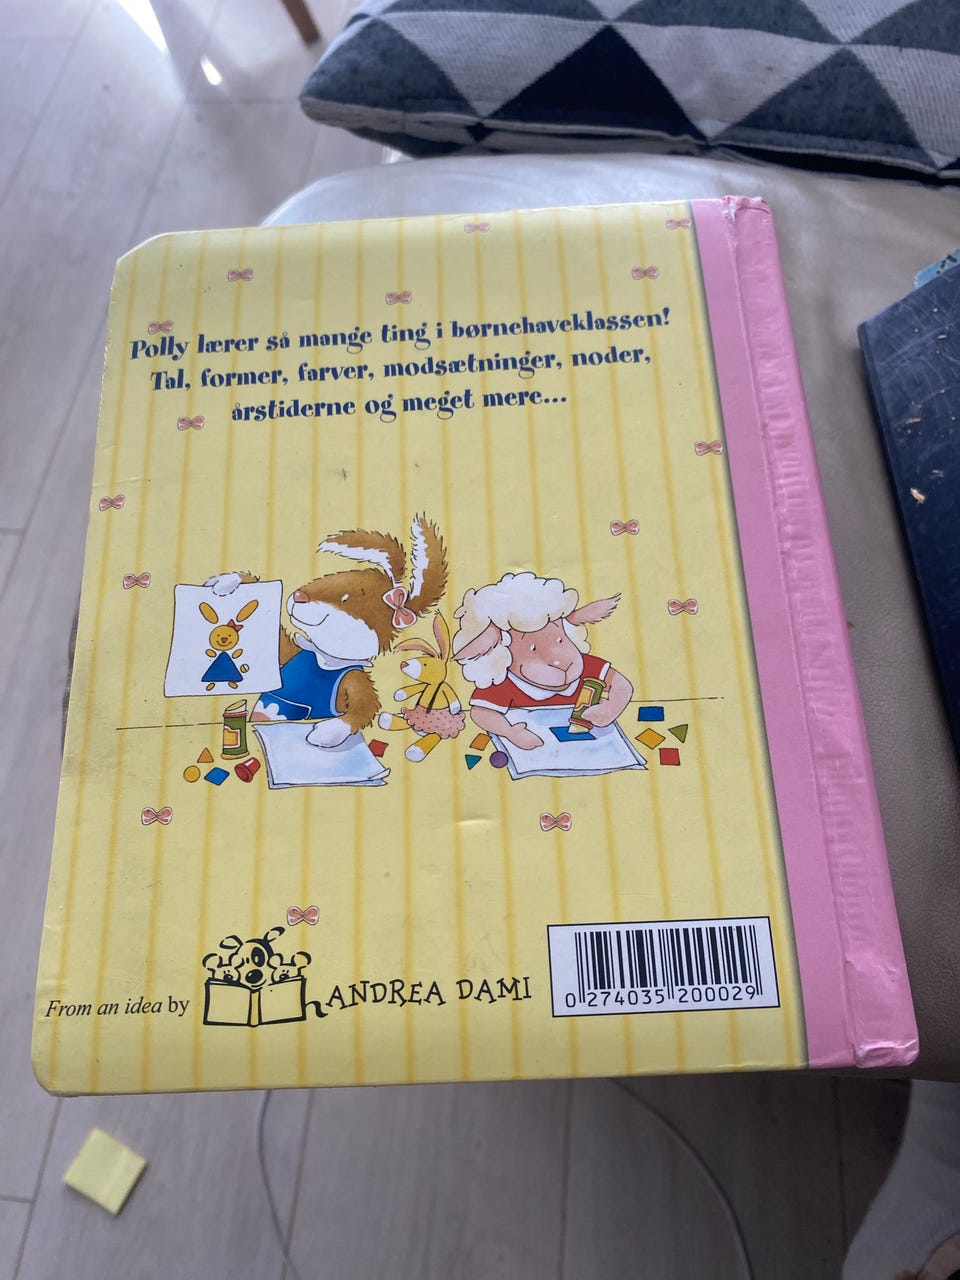 Polly lærer så mange ting i børnehaveklassen!
Tal, former, farver, modsætninger, noder,
årstiderne og meget mere...
From an idea by ANDREA DAMI
0 274035 200029